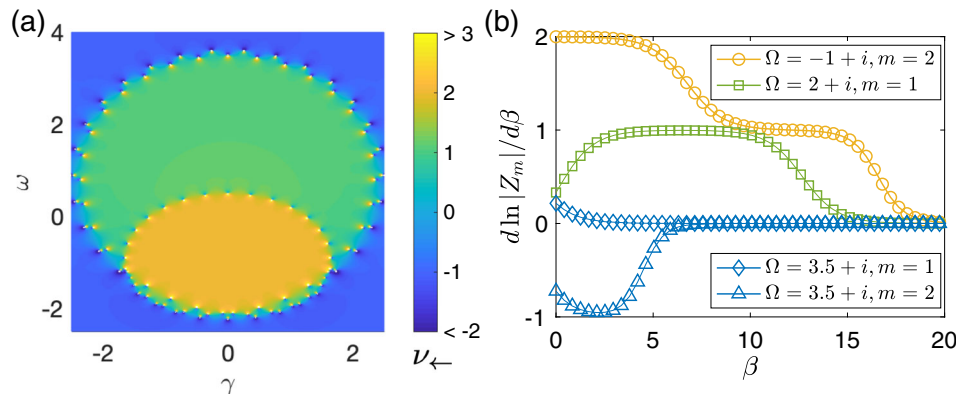 (a)
4
2
0
-2
ω
-2
0
2
γ
> 3
2
1
0
-1
< -2
ν←
(b)
2
1
0
-1
d ln|Z_m|/dβ
0
5
10
15
20
β
Ω = −1 + i, m = 2
Ω = 2 + i, m = 1
Ω = 3.5 + i, m = 1
Ω = 3.5 + i, m = 2